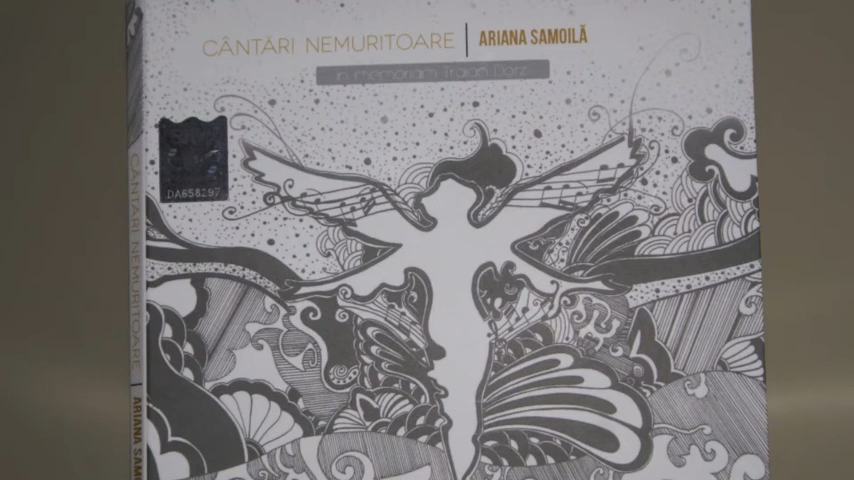 CÂNTĂRI NEMURITOARE | ARIANA SAMOILĂ
in memoriam Traian Dorz
DA658297
CÂNTĂRI NEMURITOARE | ARIANA SAMO